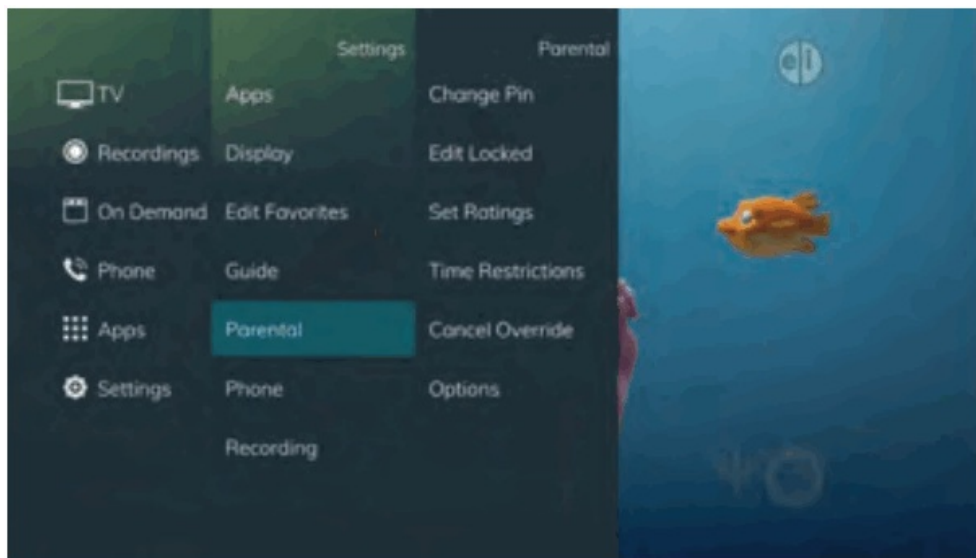 Settings
Parental
TV
Apps
Change Pin
Recordings
Display
Edit Locked
On Demand
Edit Favorites
Set Ratings
Phone
Guide
Time Restrictions
Apps
Parental
Cancel Override
Settings
Phone
Options
Recording
e/i